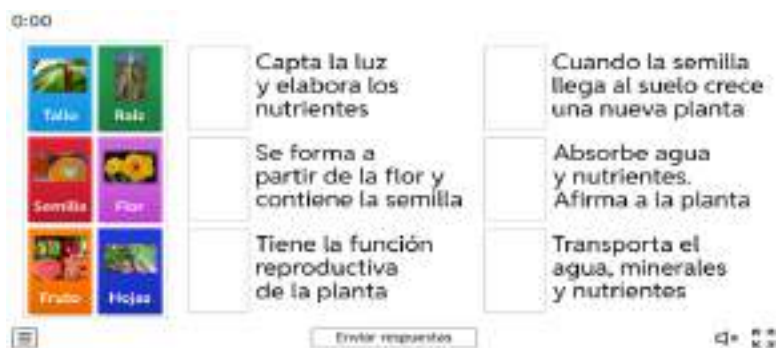 0:00
Tallo
Raíz
Semilla
Flor
Fruto
Hojas
Capta la luz
y elabora los
nutrientes
Se forma a
partir de la flor y
contiene la semilla
Tiene la función
reproductiva
de la planta
Cuando la semilla
llega al suelo crece
una nueva planta
Absorbe agua
y nutrientes.
Afirma a la planta
Transporta el
agua, minerales
y nutrientes
Enviar respuestas